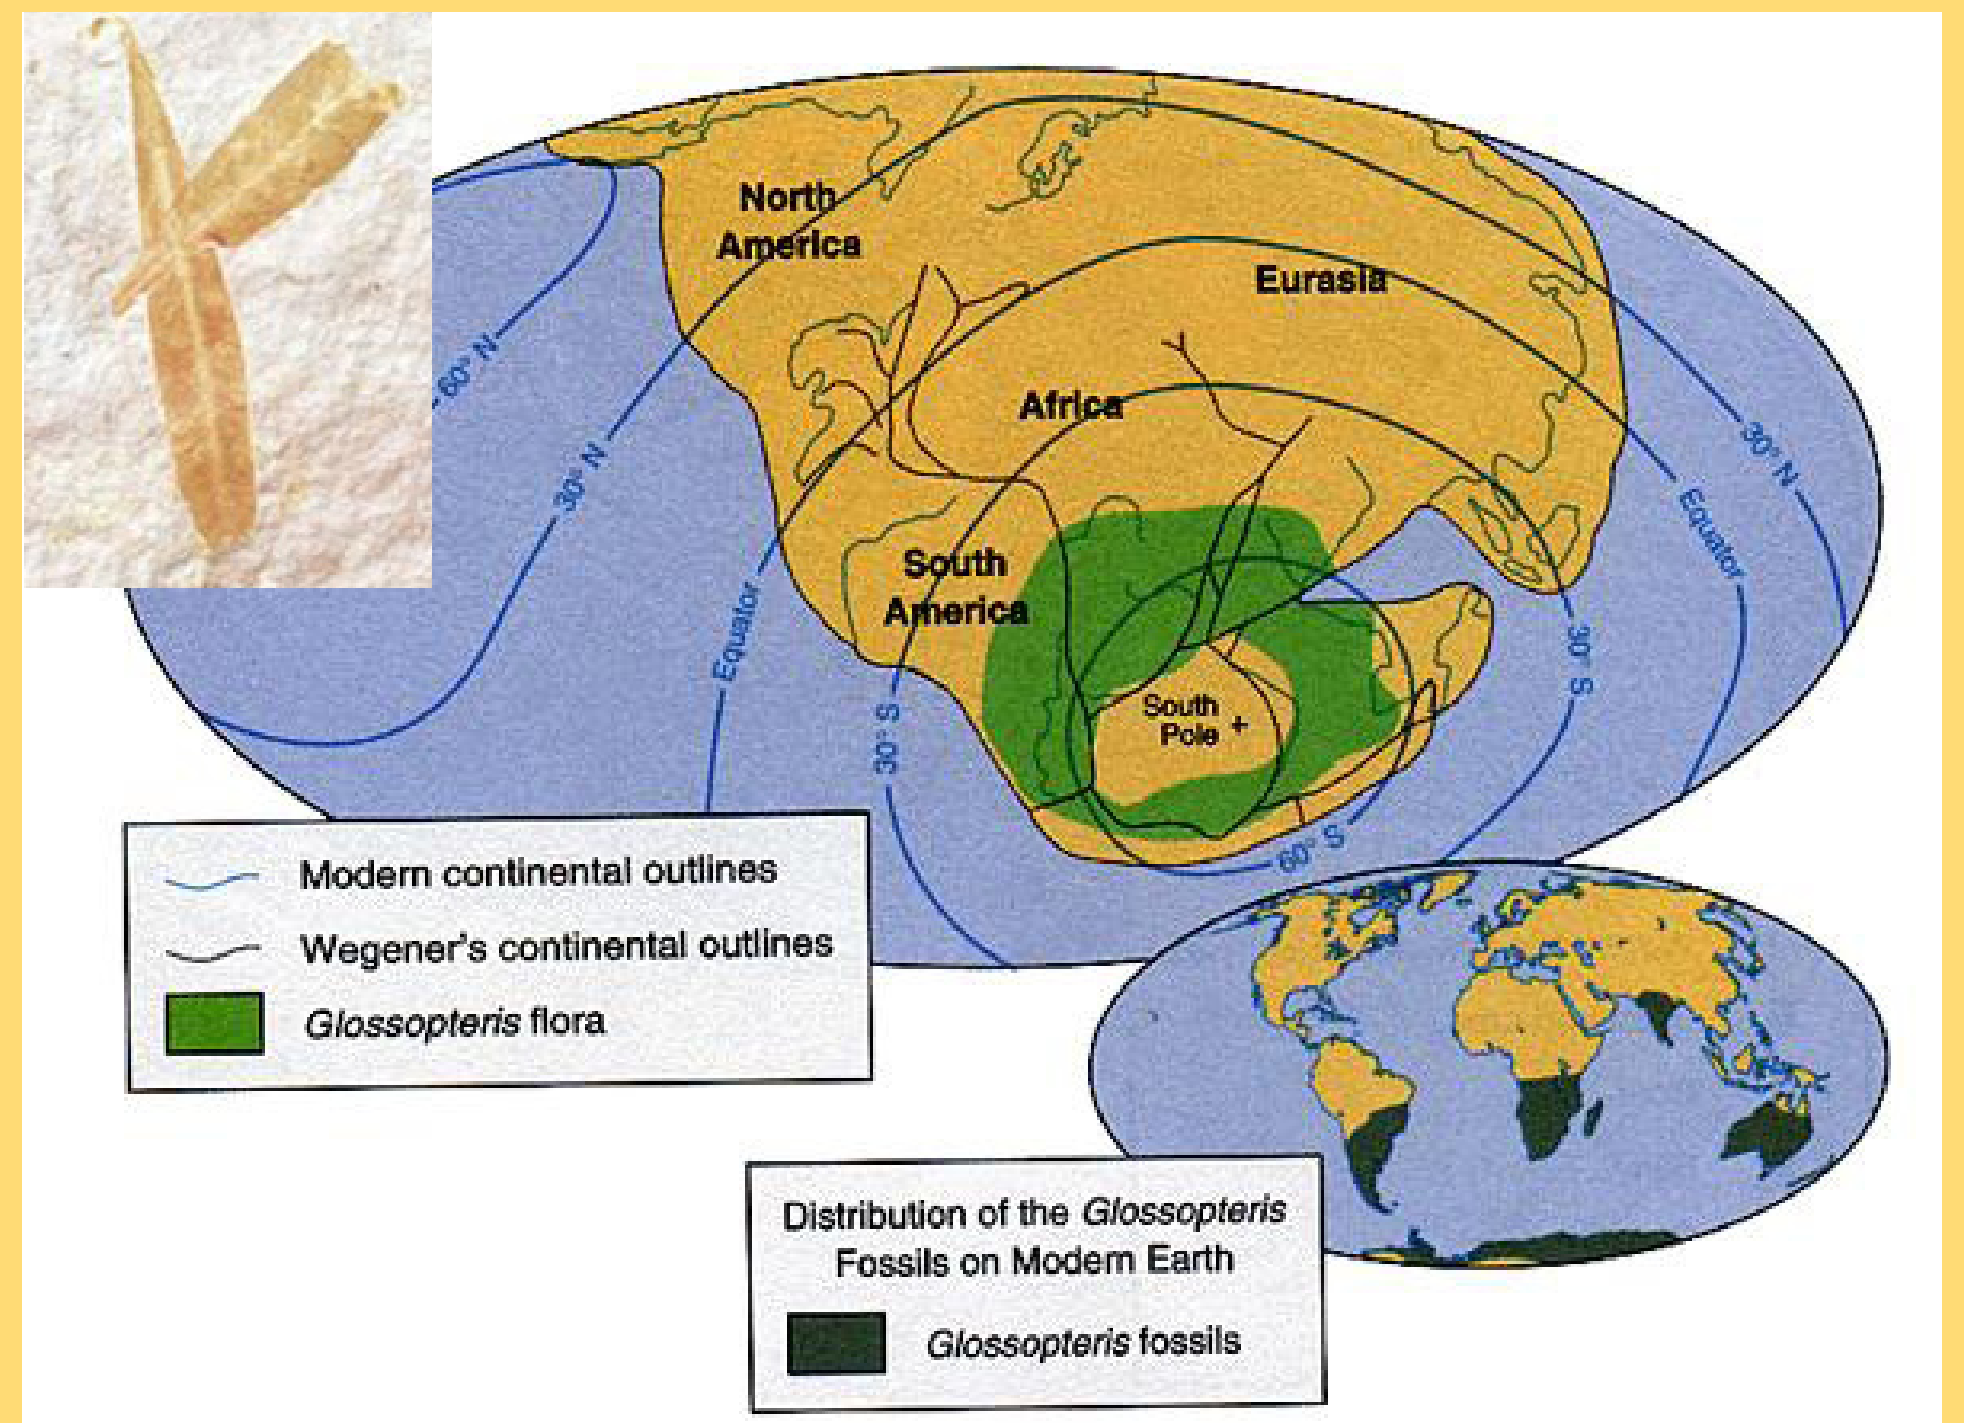 North
America
Eurasia
Africa
South
America
South
Pole +
60° N
30° N
Equator
30° S
60° S
30° S
Equator
30° N
Modern continental outlines
Wegener's continental outlines
Glossopteris flora
Distribution of the Glossopteris
Fossils on Modern Earth
Glossopteris fossils